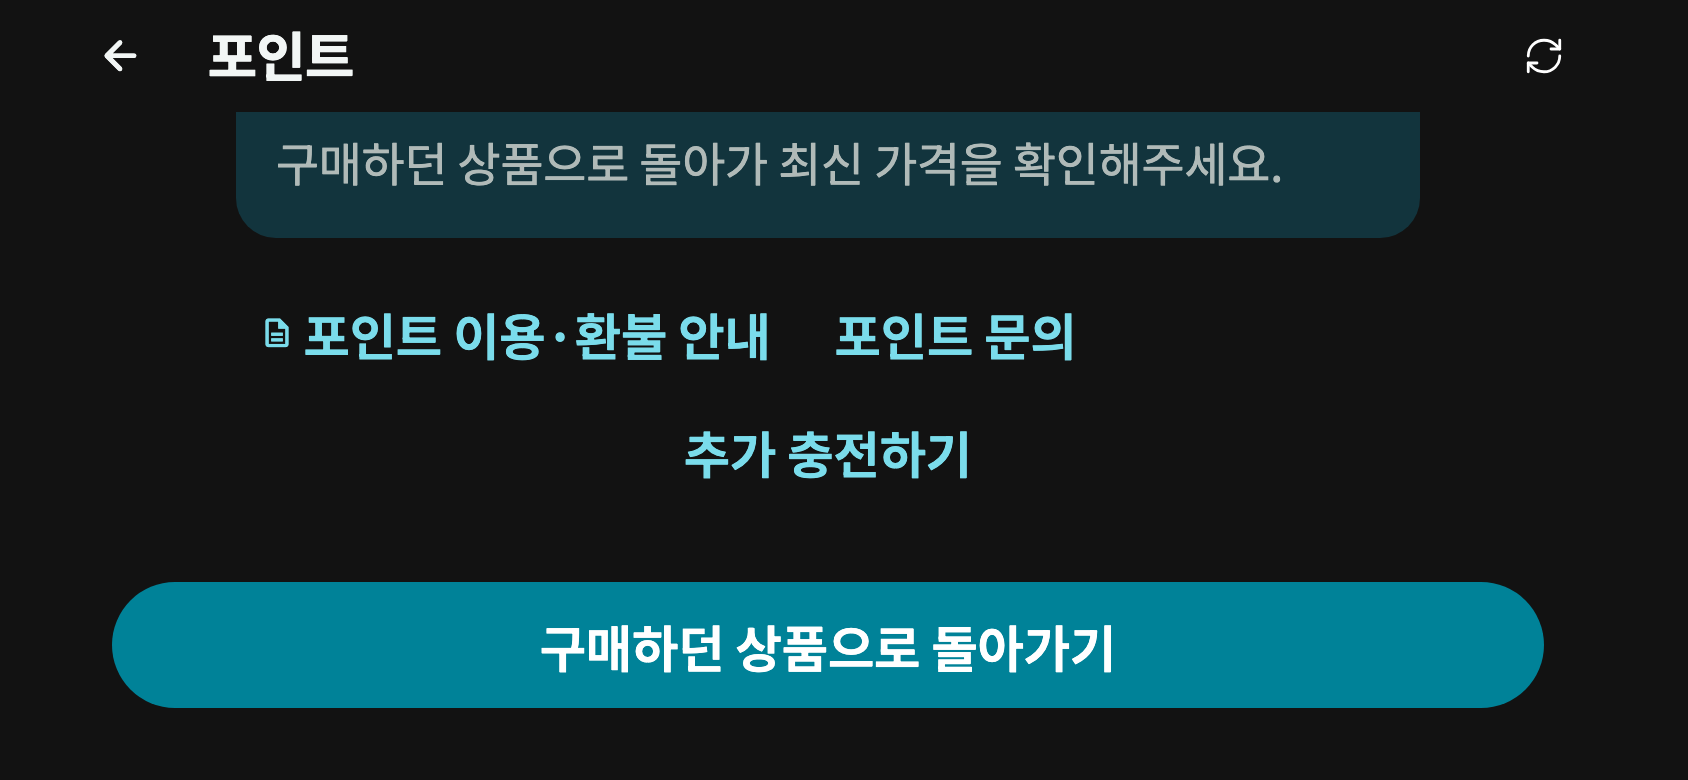 포인트
구매하던 상품으로 돌아가 최신 가격을 확인해주세요.
포인트 이용·환불 안내 포인트 문의
추가 충전하기
구매하던 상품으로 돌아가기